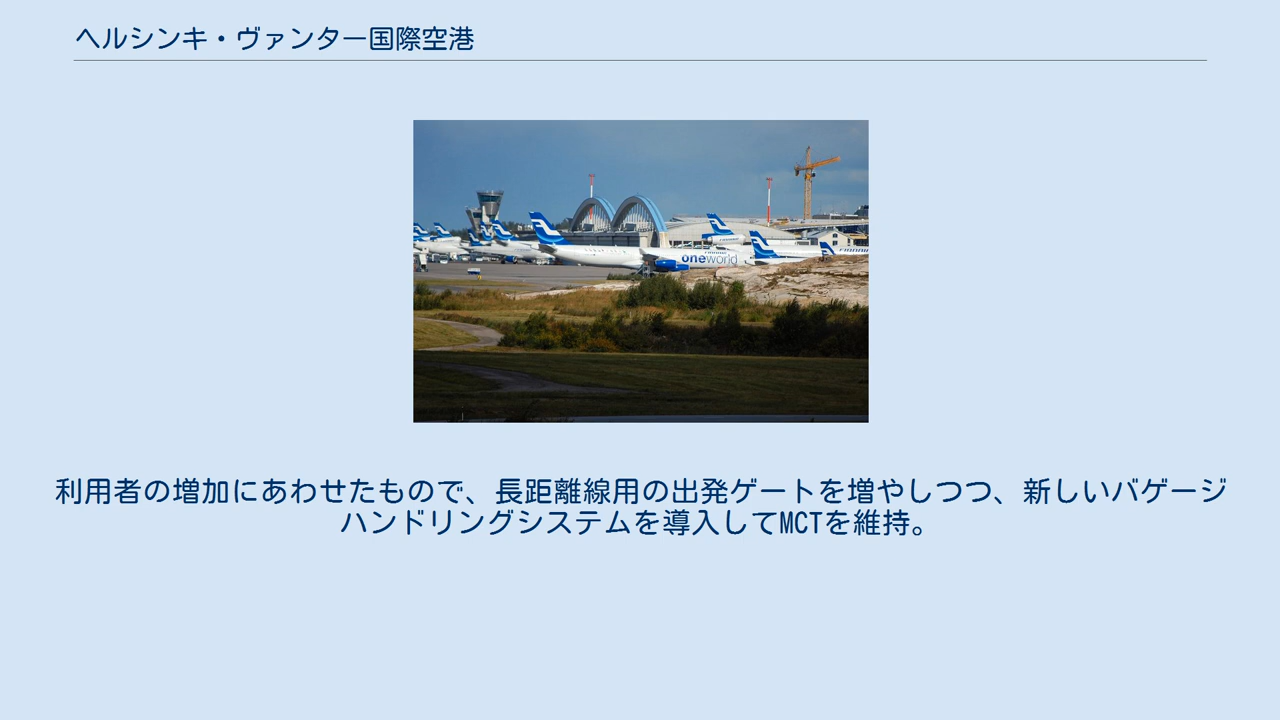 ヘルシンキ・ヴァンター国際空港
oneworld
利用者の増加にあわせたもので、長距離線用の出発ゲートを増やしつつ、新しいバゲージ
ハンドリングシステムを導入してMCTを維持。